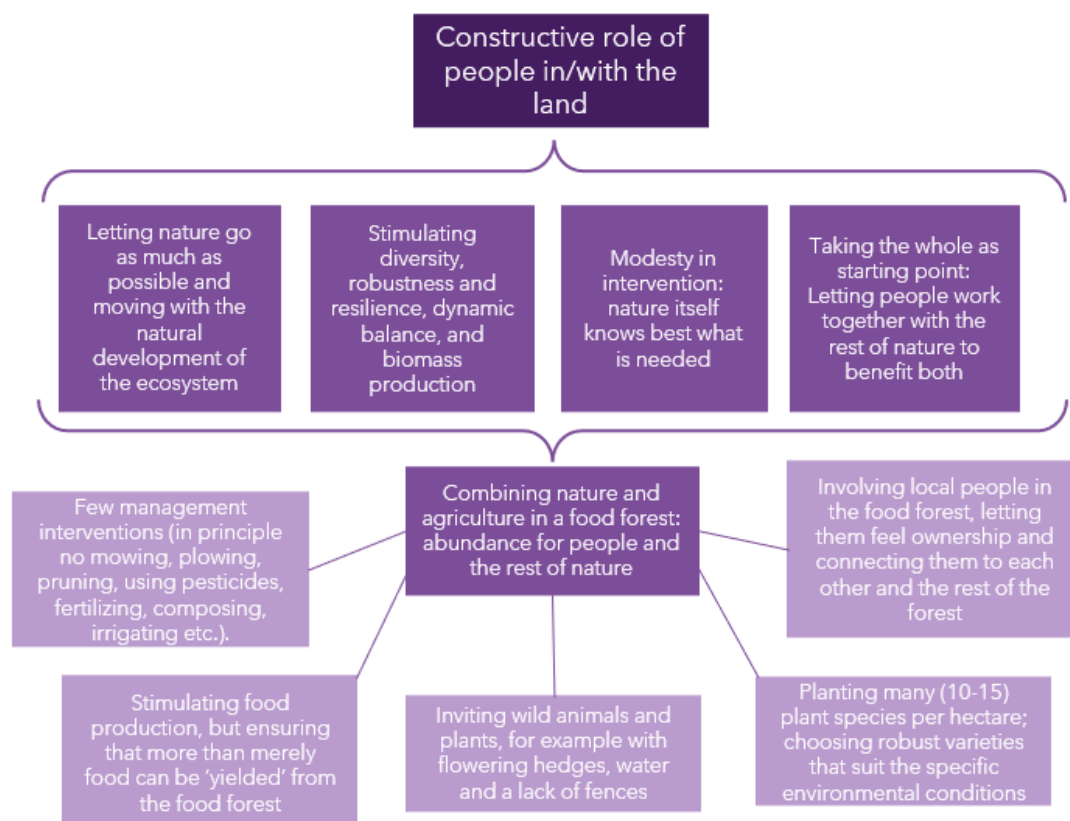 Constructive role of
people in/with the
land
Letting nature go
as much as
possible and
moving with the
natural
development of
the ecosystem
Stimulating
diversity,
robustness and
resilience, dynamic
balance, and
biomass
production
Modesty in
intervention:
nature itself
knows best what
is needed
Taking the whole as
starting point:
Letting people work
together with the
rest of nature to
benefit both
Combining nature and
agriculture in a food forest:
abundance for people and
the rest of nature
Few management
interventions (in principle
no mowing, plowing,
pruning, using pesticides,
fertilizing, composing,
irrigating etc.).
Involving local people in
the food forest, letting
them feel ownership and
connecting them to each
other and the rest of the
forest
Stimulating food
production, but ensuring
that more than merely
food can be 'yielded' from
the food forest
Inviting wild animals and
plants, for example with
flowering hedges, water
and a lack of fences
Planting many (10-15)
plant species per hectare;
choosing robust varieties
that suit the specific
environmental conditions